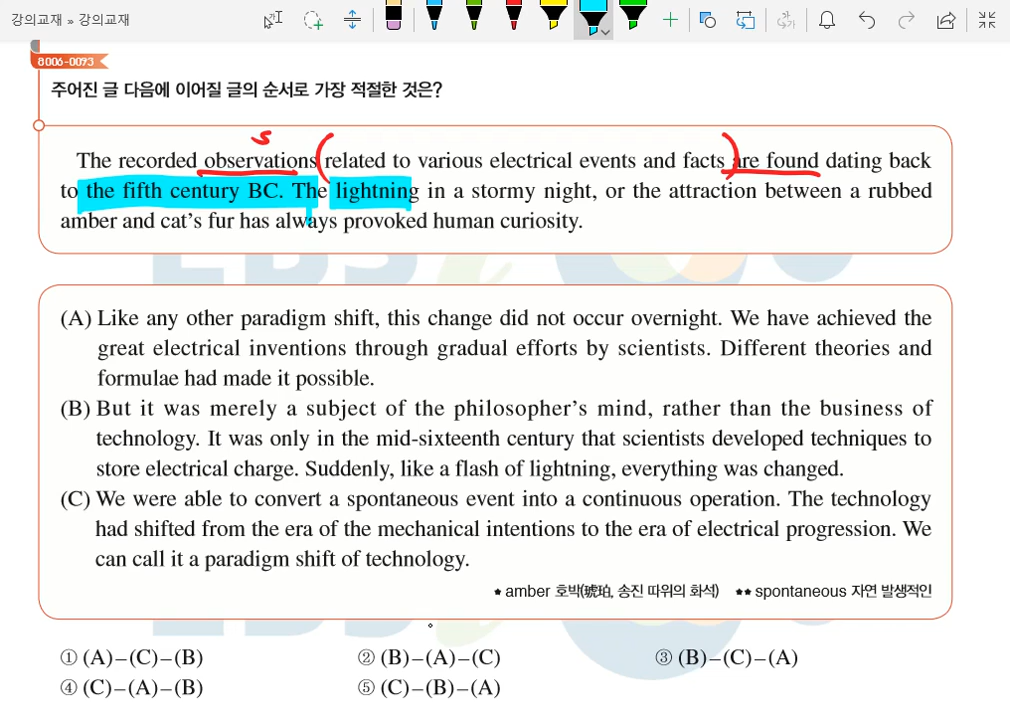 강의교재 » 강의교재
8006-0093
주어진 글 다음에 이어질 글의 순서로 가장 적절한 것은?
S
The recorded observations related to various electrical events and facts are found dating back
to the fifth century BC. The lightning in a stormy night, or the attraction between a rubbed
amber and cat's fur has always provoked human curiosity.
(A) Like any other paradigm shift, this change did not occur overnight. We have achieved the
great electrical inventions through gradual efforts by scientists. Different theories and
formulae had made it possible.
(B) But it was merely a subject of the philosopher's mind, rather than the business of
technology. It was only in the mid-sixteenth century that scientists developed techniques to
store electrical charge. Suddenly, like a flash of lightning, everything was changed.
(C) We were able to convert a spontaneous event into a continuous operation. The technology
had shifted from the era of the mechanical intentions to the era of electrical progression. We
can call it a paradigm shift of technology.
* amber 호박(琥珀, 송진 따위의 화석) ** spontaneous 자연 발생적인
① (A)–(C)–(B) ② (B)–(A)–(C) ③ (B)–(C)–(A)
④ (C)–(A)–(B) ⑤ (C)–(B)–(A)